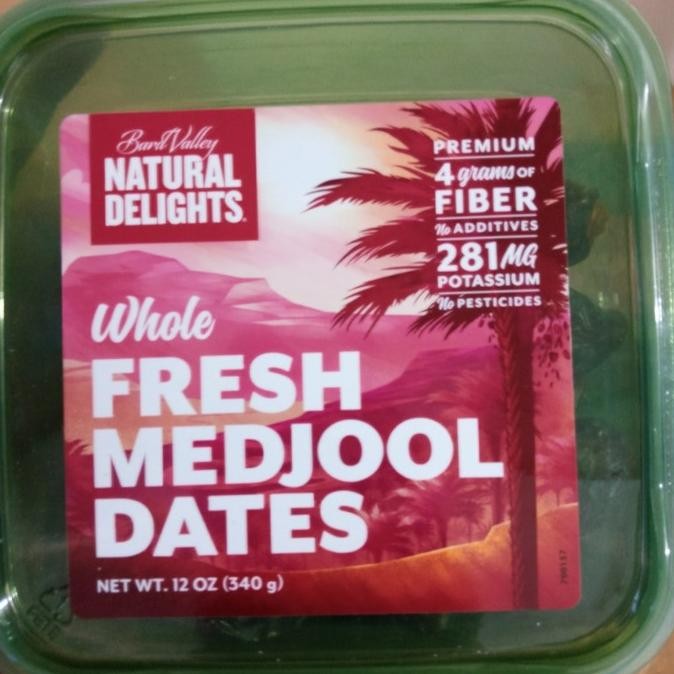 Bard Valley
NATURAL
DELIGHTS
PREMIUM
4 grams OF
FIBER
No ADDITIVES
281MG
POTASSIUM
No PESTICIDES
Whole
FRESH
MEDJOOL
DATES
NET WT. 12 OZ (340 g)
PETE